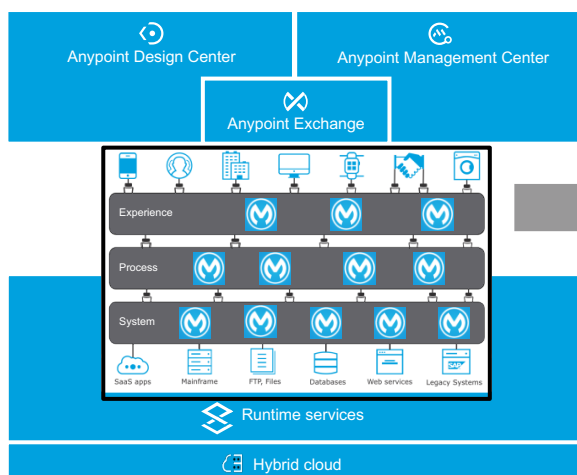 Anypoint Design Center
Anypoint Management Center
Anypoint Exchange
Experience
Process
System
SaaS apps
Mainframe
FTP, Files
Databases
Web services
SAP
Legacy Systems
Runtime services
Hybrid cloud